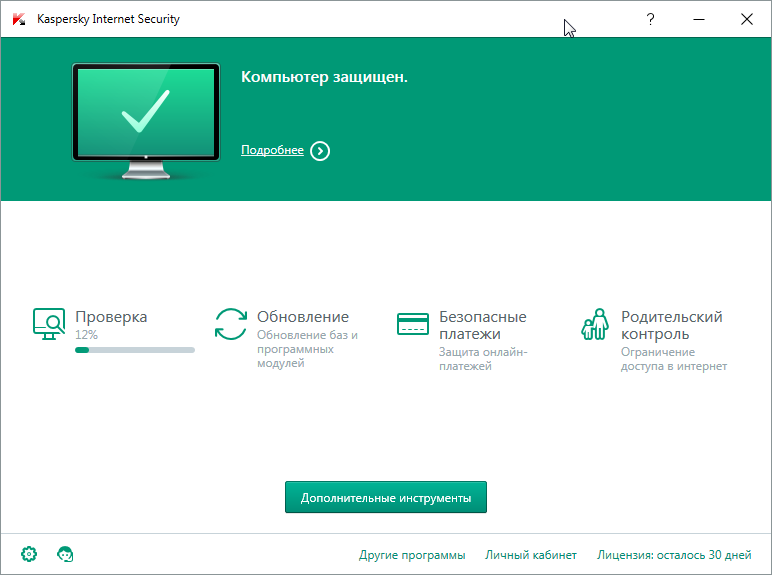 Kaspersky Internet Security
?
Компьютер защищен.
Подробнее
Проверка
12%
Обновление
Обновление баз и
программных
модулей
Безопасные
платежи
Защита онлайн-
платежей
Родительский
контроль
Ограничение
доступа в интернет
Дополнительные инструменты
Другие программы
Личный кабинет
Лицензия: осталось 30 дней